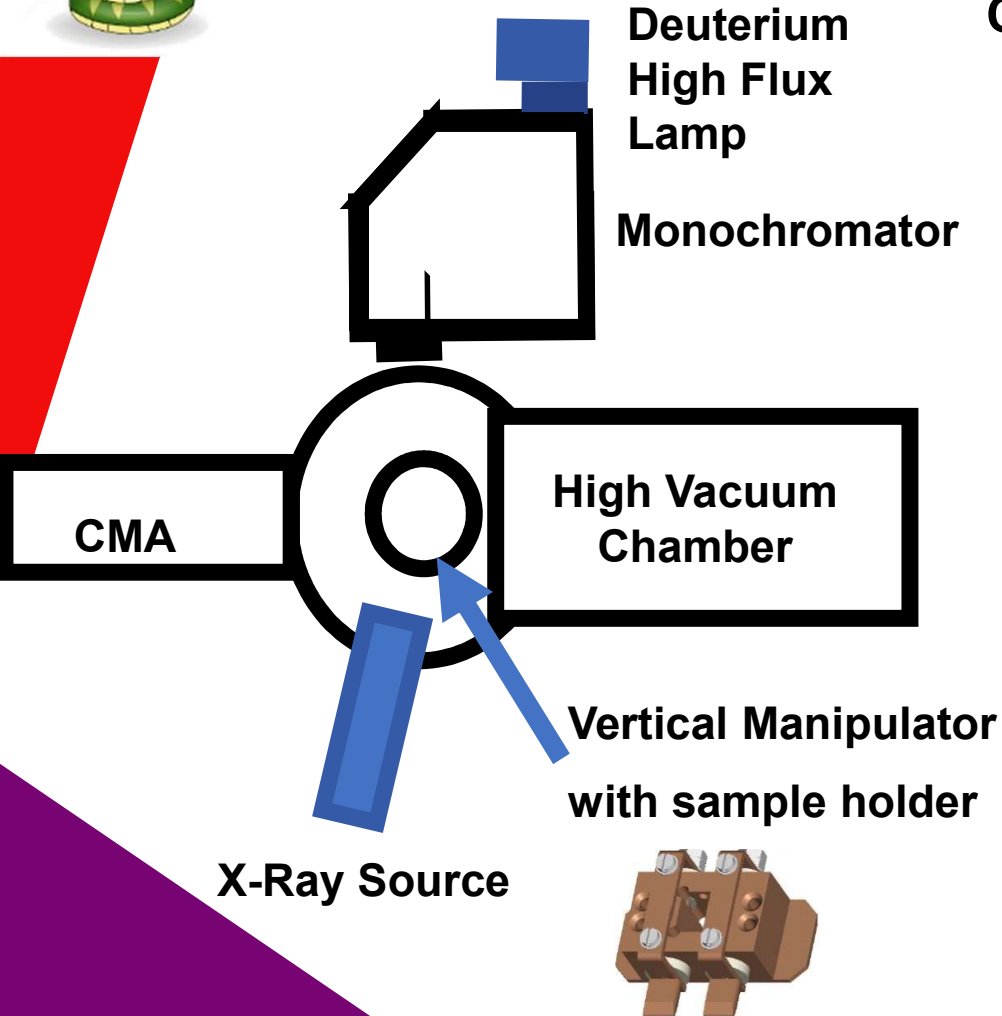 Deuterium
High Flux
Lamp
Monochromator
High Vacuum
Chamber
CMA
Vertical Manipulator
with sample holder
X-Ray Source